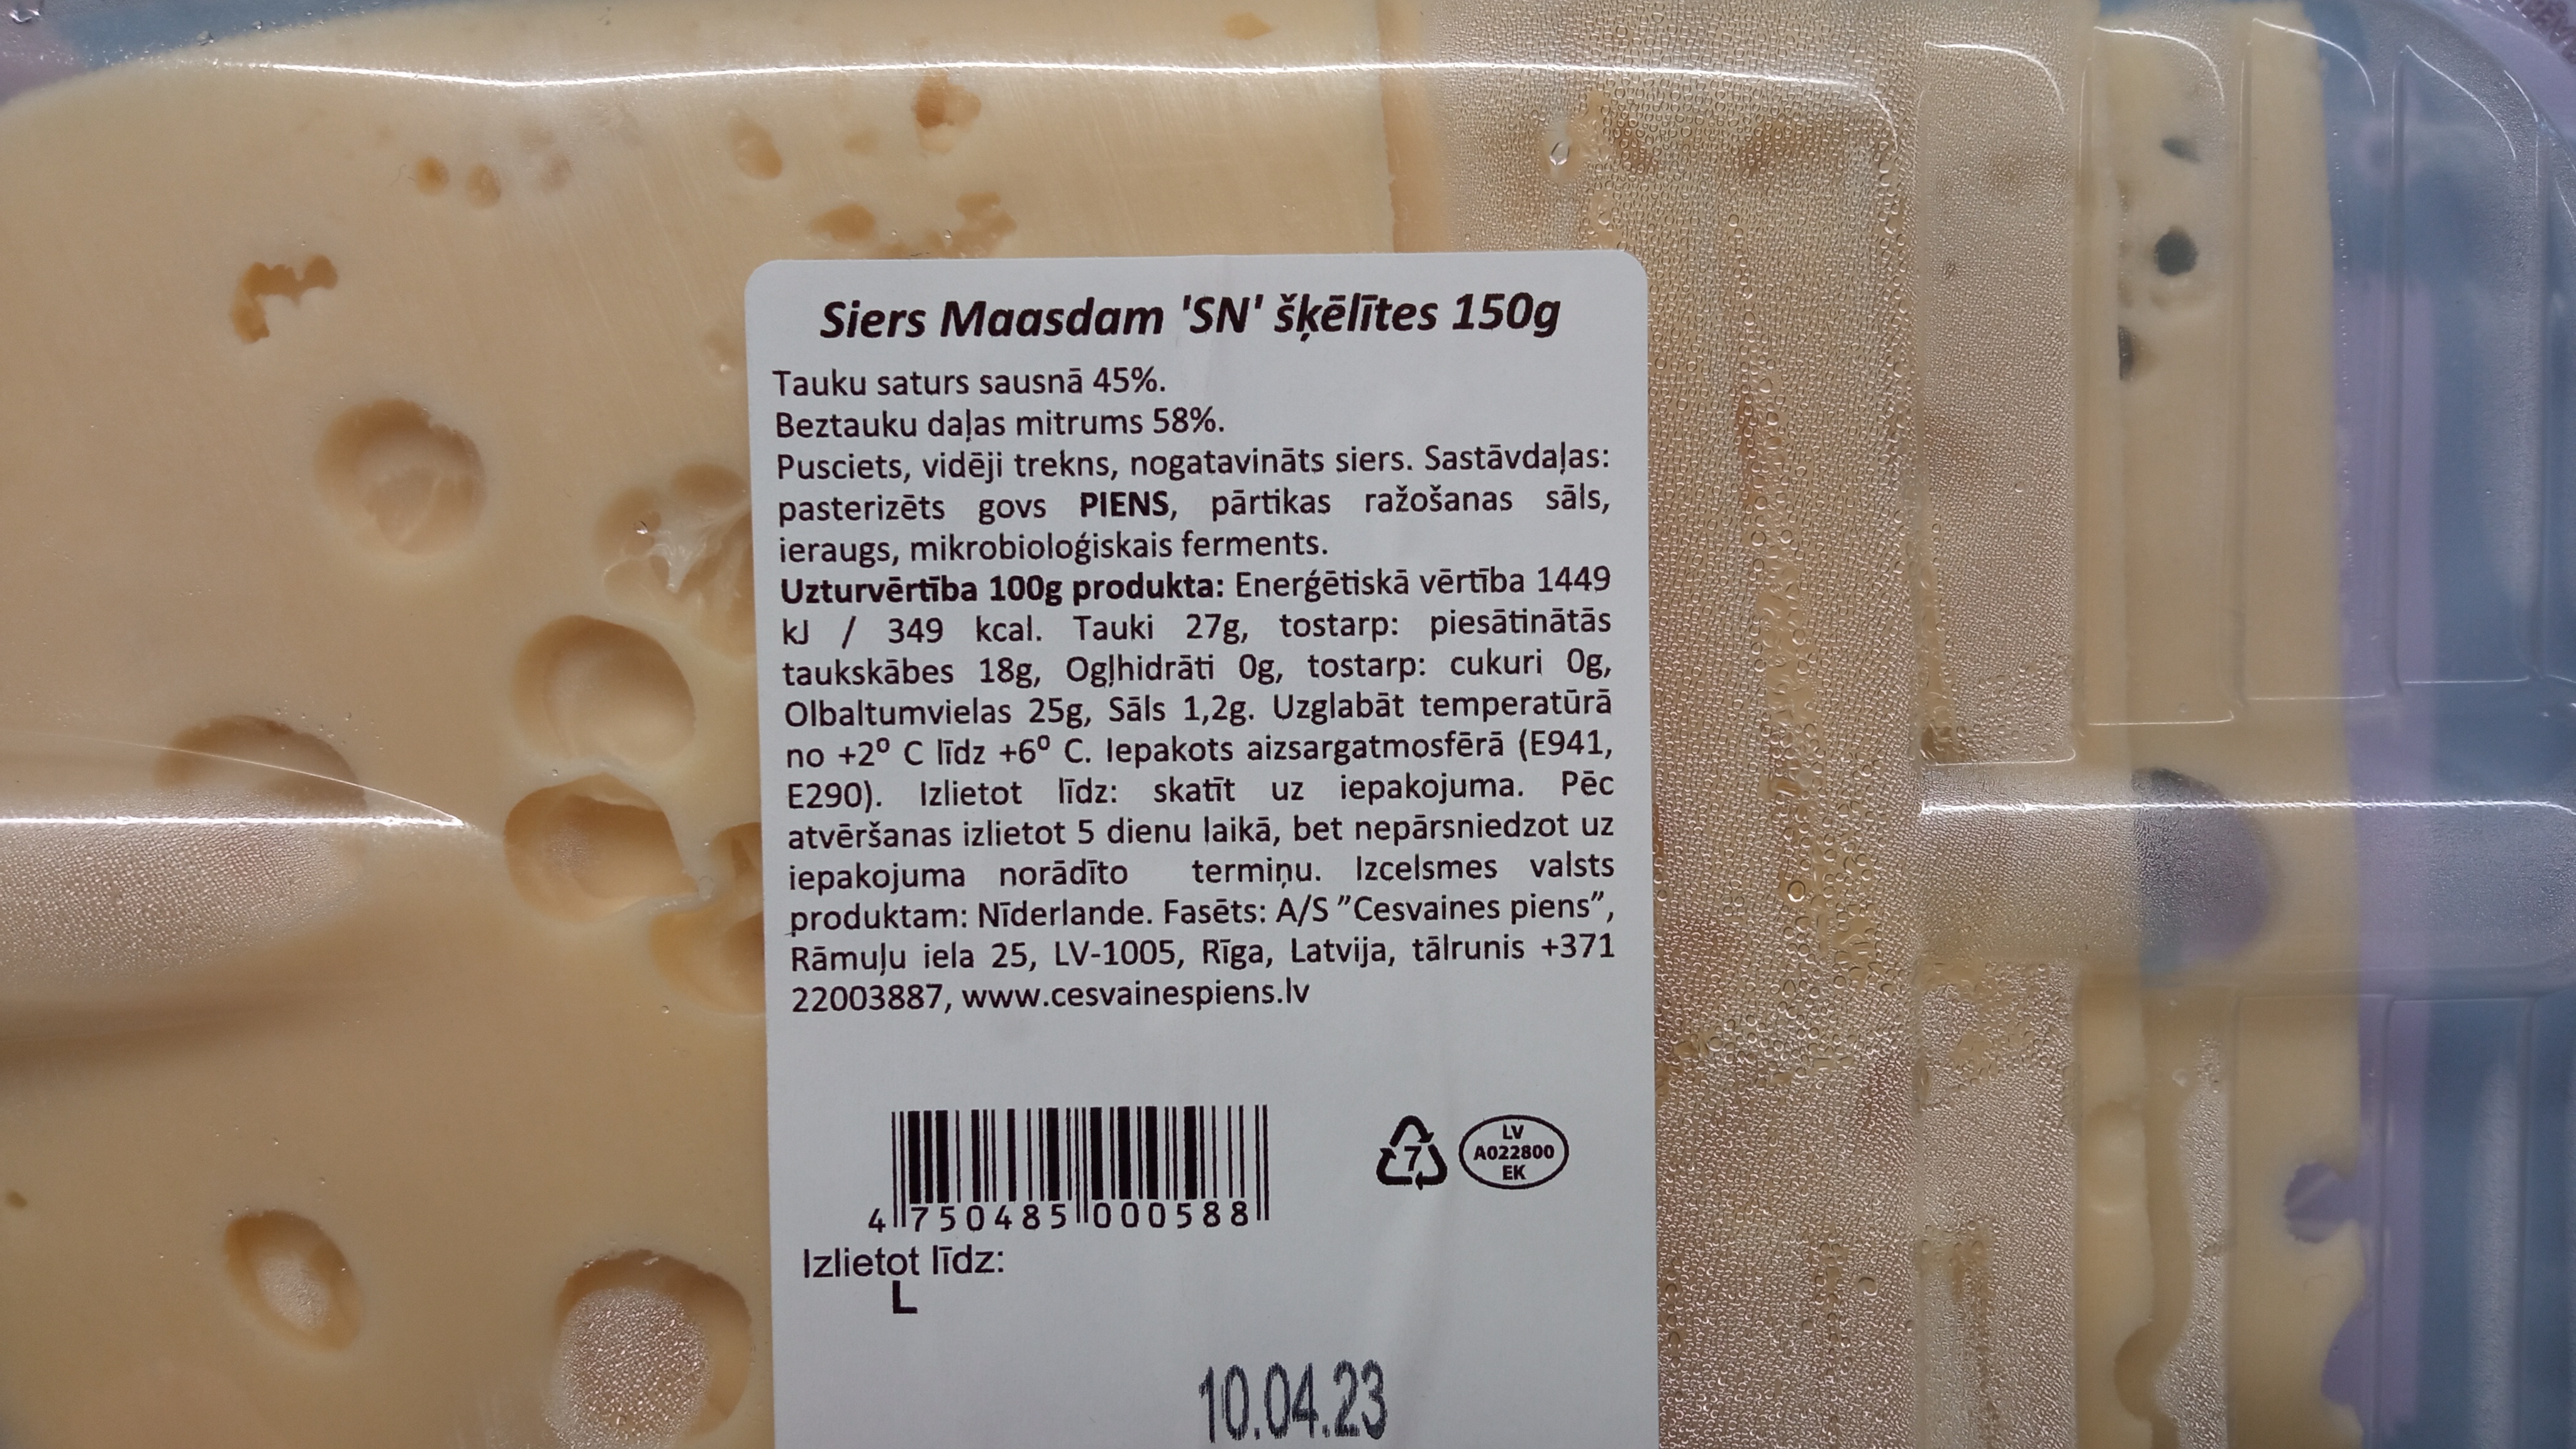 Siers Maasdam 'SN' šķēlītes 150g
Tauku saturs sausnā 45%.
Beztauku daļas mitrums 58%.
Pusciets, vidēji trekns, nogatavināts siers. Sastāvdaļas:
pasterizēts govs PIENS, pārtikas ražošanas sāls,
ieraugs, mikrobioloģiskais ferments.
Uzturvērtība 100g produkta: Enerģētiskā vērtība 1449
kJ / 349 kcal. Tauki 27g, tostarp: piesātinātās
taukskābes 18g, Ogļhidrāti 0g, tostarp: cukuri 0g,
Olbaltumvielas 25g, Sāls 1,2g. Uzglabāt temperatūrā
no +2⁰ C līdz +6⁰ C. Iepakots aizsargatmosfērā (E941,
E290). Izlietot līdz: skatīt uz iepakojuma. Pēc
atvēršanas izlietot 5 dienu laikā, bet nepārsniedzot uz
iepakojuma norādīto termiņu. Izcelsmes valsts
produktam: Nīderlande. Fasēts: A/S ”Cesvaines piens”,
Rāmuļu iela 25, LV-1005, Rīga, Latvija, tālrunis +371
22003887, www.cesvainespiens.lv
7
LV
A022800
EK
4 750485 000588
Izlietot līdz:
L
10.04.23